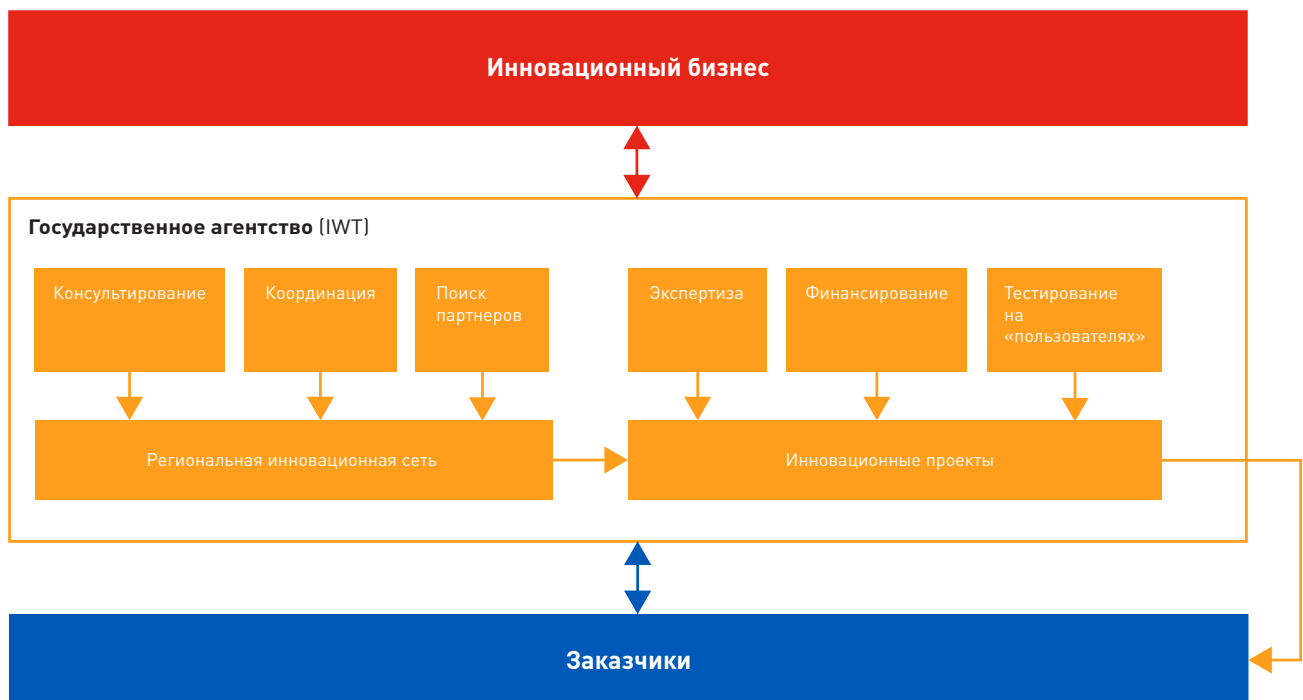 Инновационный бизнес
Государственное агентство (IWT)
Консультирование
Координация
Поиск
партнеров
Экспертиза
Финансирование
Тестирование
на
«пользователях»
Региональная инновационная сеть
Инновационные проекты
Заказчики